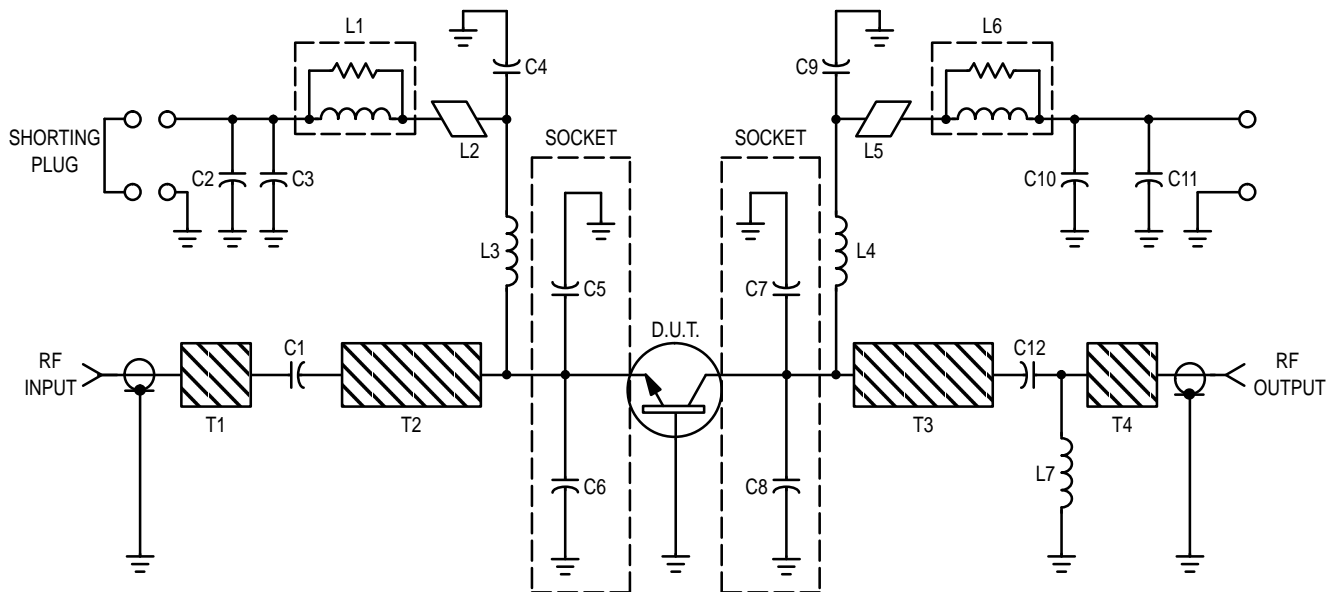 L1
L6
C4
C9
SHORTING
PLUG
C2
C3
L2
SOCKET
SOCKET
L5
C10
C11
L3
L4
C5
C7
D.U.T.
RF
INPUT
C1
C12
RF
OUTPUT
T1
T2
T3
T4
C6
C8
L7